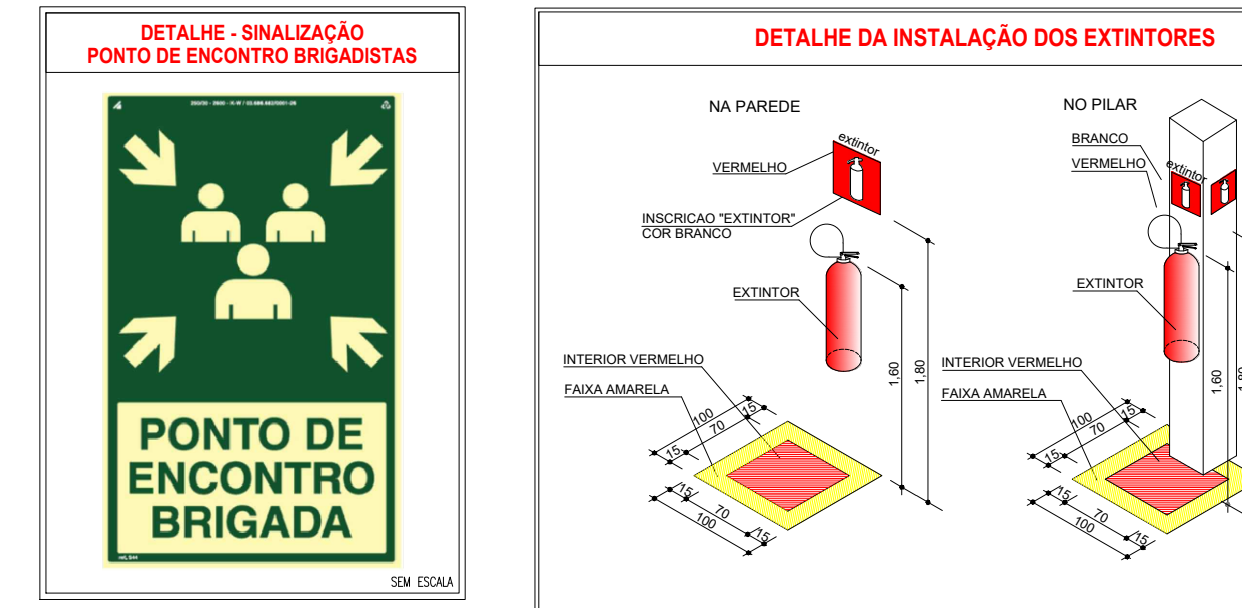 DETALHE - SINALIZAÇÃO
PONTO DE ENCONTRO BRIGADISTAS
PONTO DE
ENCONTRO
BRIGADA
SEM ESCALA
DETALHE DA INSTALAÇÃO DOS EXTINTORES
NA PAREDE
extintor
VERMELHO
INSCRICAO "EXTINTOR"
COR BRANCO
EXTINTOR
INTERIOR VERMELHO
FAIXA AMARELA
1,60
1,80
100
15
70
15
15
70
15
100
NO PILAR
BRANCO
VERMELHO
extintor
EXTINTOR
INTERIOR VERMELHO
FAIXA AMARELA
1,60
1,80
100
15
70
15
15
70
15
100